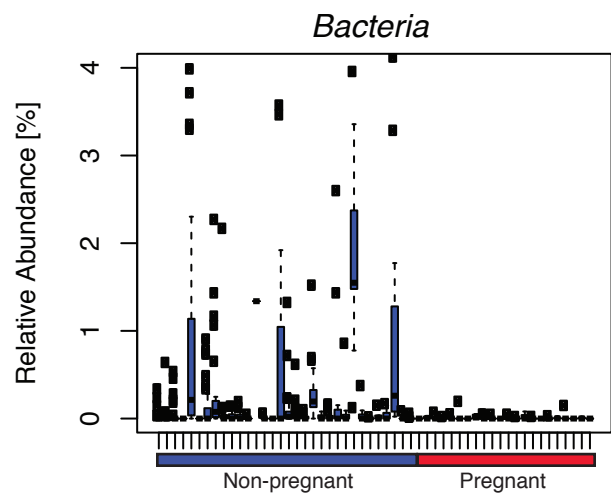 Bacteria
Relative Abundance [%]
4
3
2
1
0
Non-pregnant
Pregnant